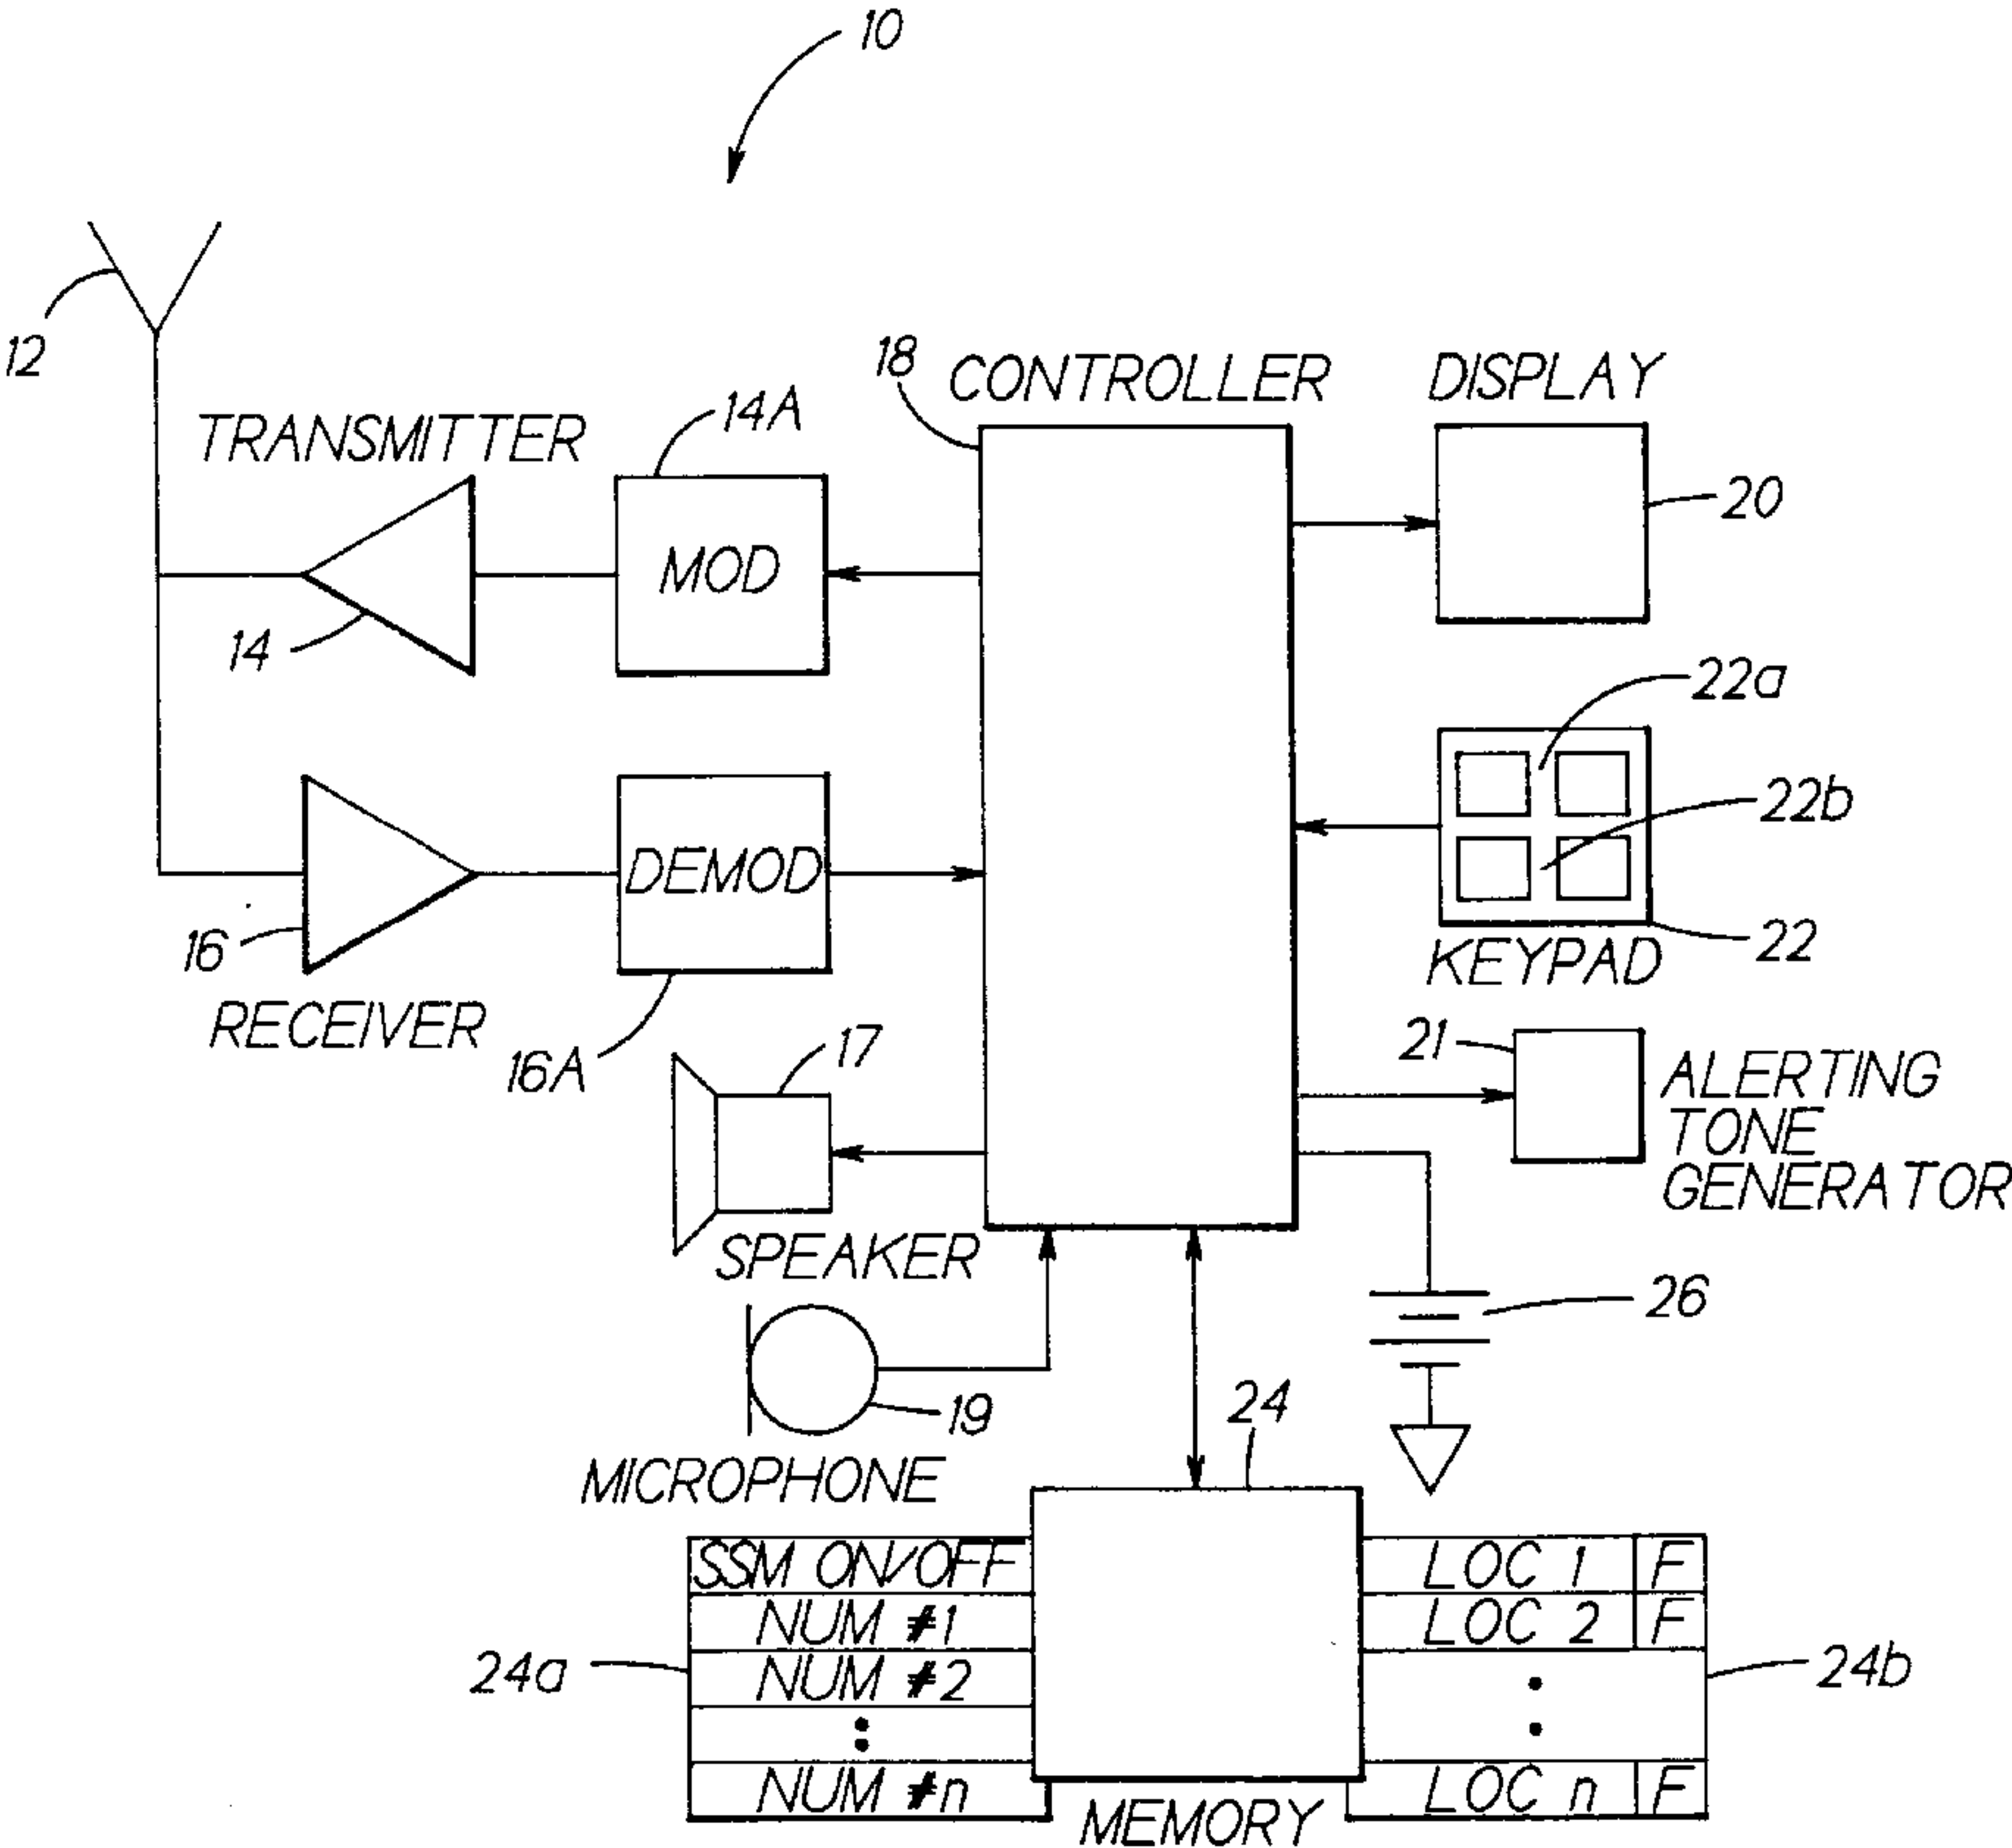 10
12
TRANSMITTER
14A
18
CONTROLLER
DISPLAY
MOD
20
14
22a
22b
DEMOD
16
RECEIVER
16A
22
KEYPAD
17
21
ALERTING
TONE
GENERATOR
SPEAKER
26
19
MICROPHONE
24
SSM ON/OFF
NUM #1
NUM #2
NUM #n
24a
LOC 1 F
LOC 2 F
LOC n F
24b
MEMORY